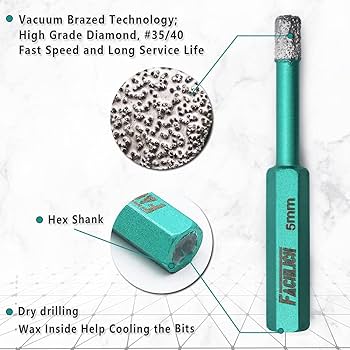 Vacuum Brazed Technology;
High Grade Diamond, #35/40
Fast Speed and Long Service Life
Hex Shank
FACHLICH 5mm
Dry drilling
Wax Inside Help Cooling the Bits